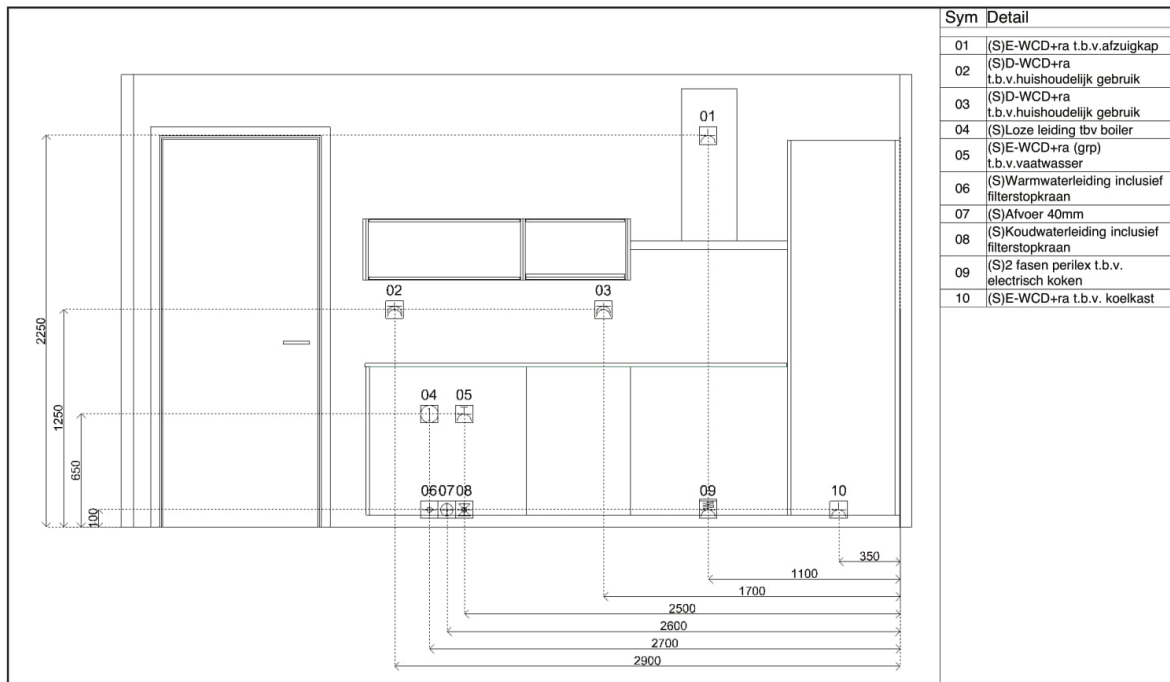 Sym Detail
01 (S)E-WCD+ra t.b.v.afzuigkap
02 (S)D-WCD+ra
t.b.v.huishoudelijk gebruik
03 (S)D-WCD+ra
t.b.v.huishoudelijk gebruik
04 (S)Loze leiding tbv boiler
05 (S)E-WCD+ra (grp)
t.b.v.vaatwasser
06 (S)Warmwaterleiding inclusief
filterstopkraan
07 (S)Afvoer 40mm
08 (S)Koudwaterleiding inclusief
filterstopkraan
09 (S)2 fasen perilex t.b.v.
electrisch koken
10 (S)E-WCD+ra t.b.v. koelkast
01
02 03
04 05
06 07 08 09 10
2250
1250
650
100
350
1100
1700
2500
2600
2700
2900